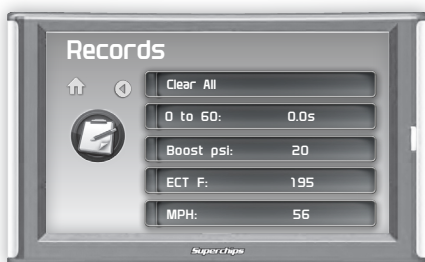 Records
Clear All
0 to 60: 0.0s
Boost psi: 20
ECT F: 195
MPH: 56
Superchips